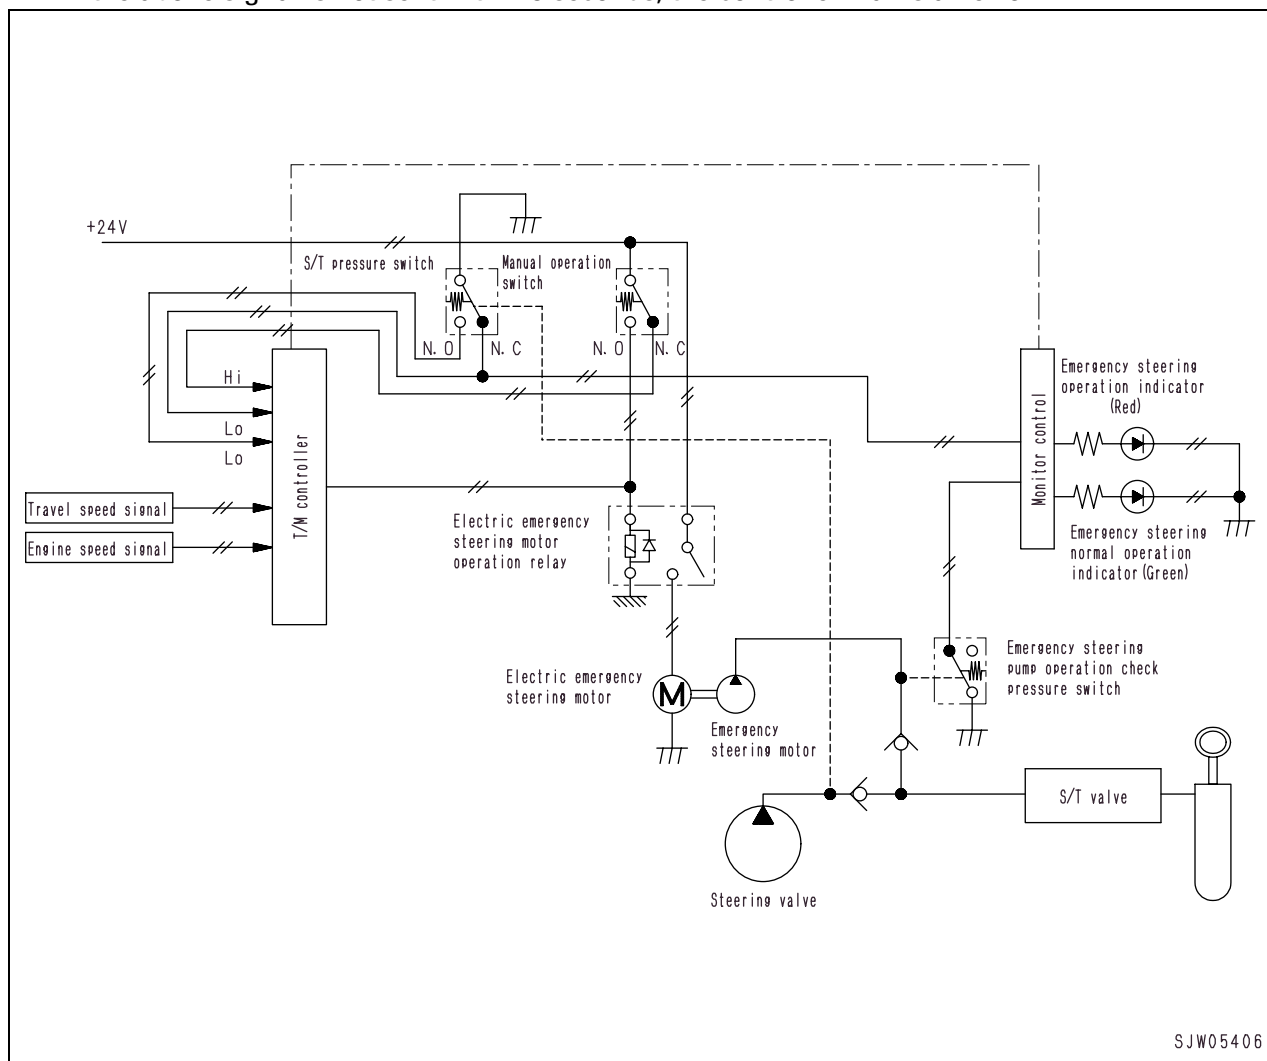 +24V
S/T pressure switch
Manual operation
switch
N.O
N.C
N.O
N.C
Hi
Lo
Lo
T/M controller
Travel speed signal
Engine speed signal
Electric emergency
steering motor
operation relay
Monitor control
Emergency steering
operation indicator
(Red)
Emergency steering
normal operation
indicator(Green)
Electric emergency
steering motor
M
Emergency
steering motor
Emergency steering
pump operation check
pressure switch
S/T valve
Steering valve
SJW05406